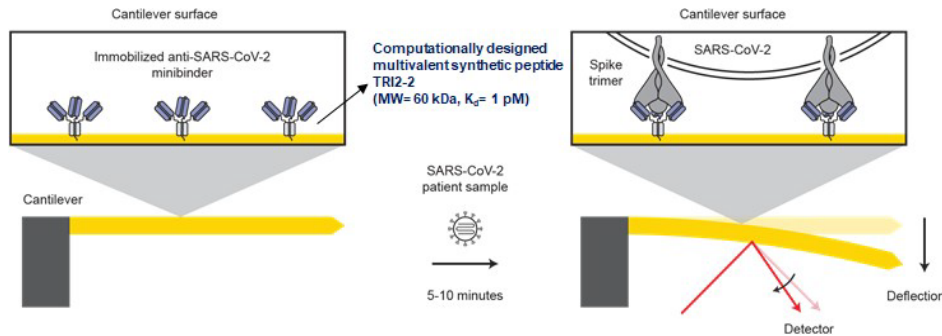 Cantilever surface
Immobilized anti-SARS-CoV-2
minibinder
Computationally designed
multivalent synthetic peptide
TRI2-2
(MW= 60 kDa, Kd= 1 pM)
Cantilever
SARS-CoV-2
patient sample
5-10 minutes
Cantilever surface
SARS-CoV-2
Spike
trimer
Deflection
Detector